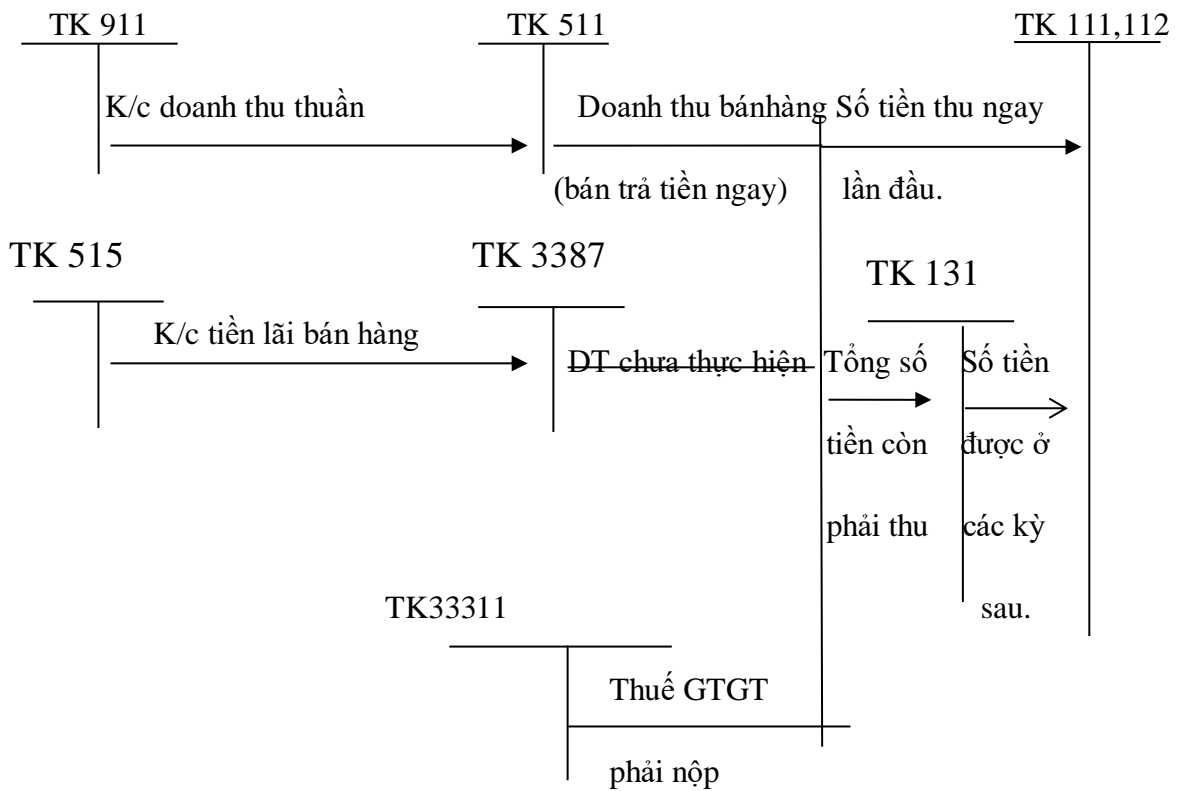 TK 911 TK 511 TK 111,112
K/c doanh thu thuần Doanh thu bánhàng Số tiền thu ngay
(bán trả tiền ngay) lần đầu.
TK 515 TK 3387 TK 131
K/c tiền lãi bán hàng DT chưa thực hiện Tổng số Số tiền
tiền còn được ở
phải thu các kỳ
TK33311 sau.
Thuế GTGT
phải nộp